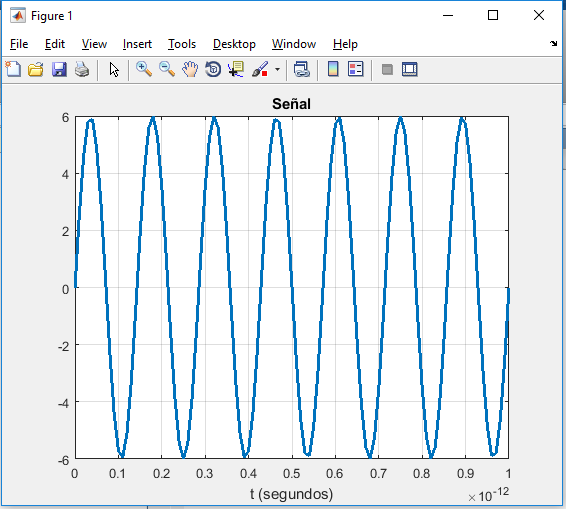 Figure 1
File Edit View Insert Tools Desktop Window Help
Señal
6
4
2
0
-2
-4
-6
0 0.1 0.2 0.3 0.4 0.5 0.6 0.7 0.8 0.9 1
t (segundos)
×10⁻¹²